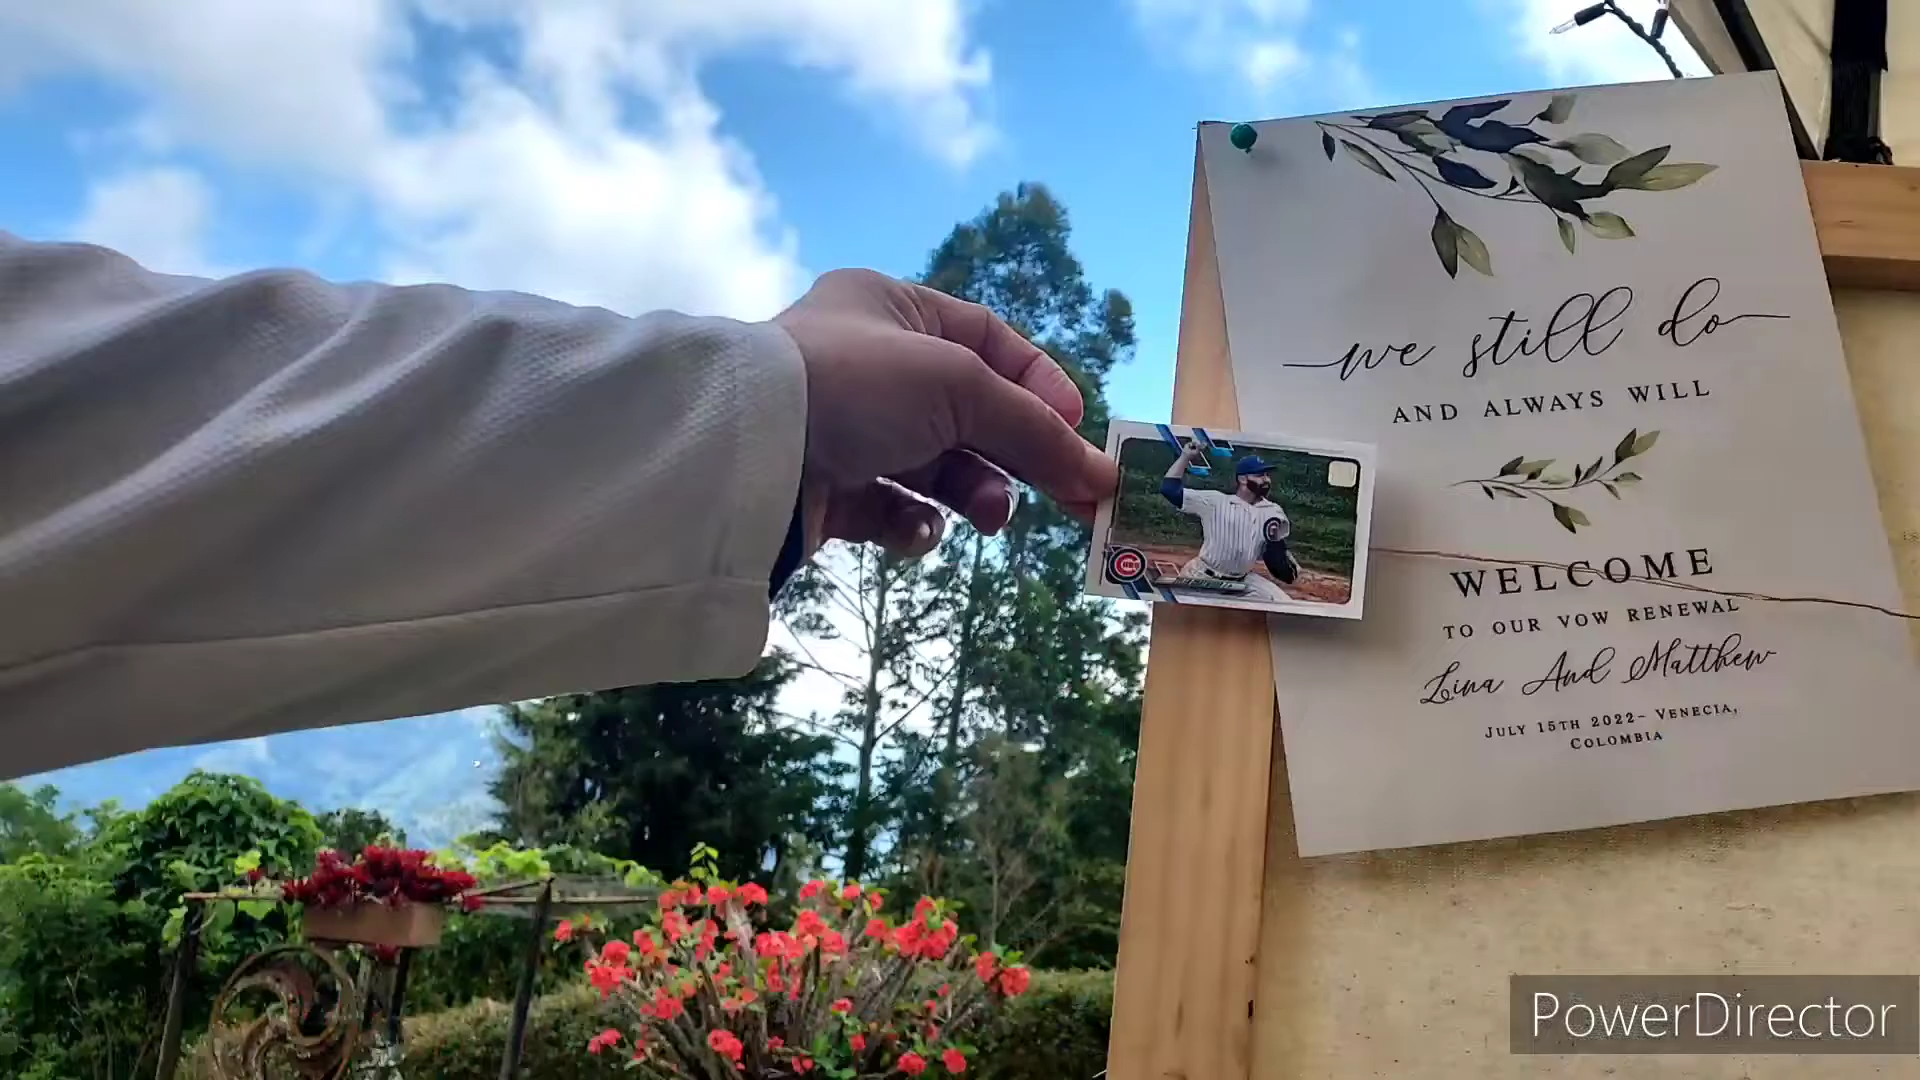 we still do
AND ALWAYS WILL
WELCOME
TO OUR VOW RENEWAL
Lina And Matthew
JULY 15TH 2022- VENECIA,
COLOMBIA
PowerDirector